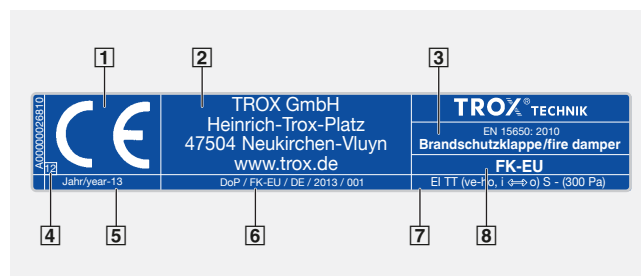 1
2
3
A00000026810
CE
12
Jahr/year-13
TROX GmbH
Heinrich-Trox-Platz
47504 Neukirchen-Vluyn
www.trox.de
DoP / FK-EU / DE / 2013 / 001
TROX® TECHNIK
EN 15650: 2010
Brandschutzklappe/fire damper
FK-EU
EI TT (ve-ho, i ⇔ o) S - (300 Pa)
4
5
6
7
8